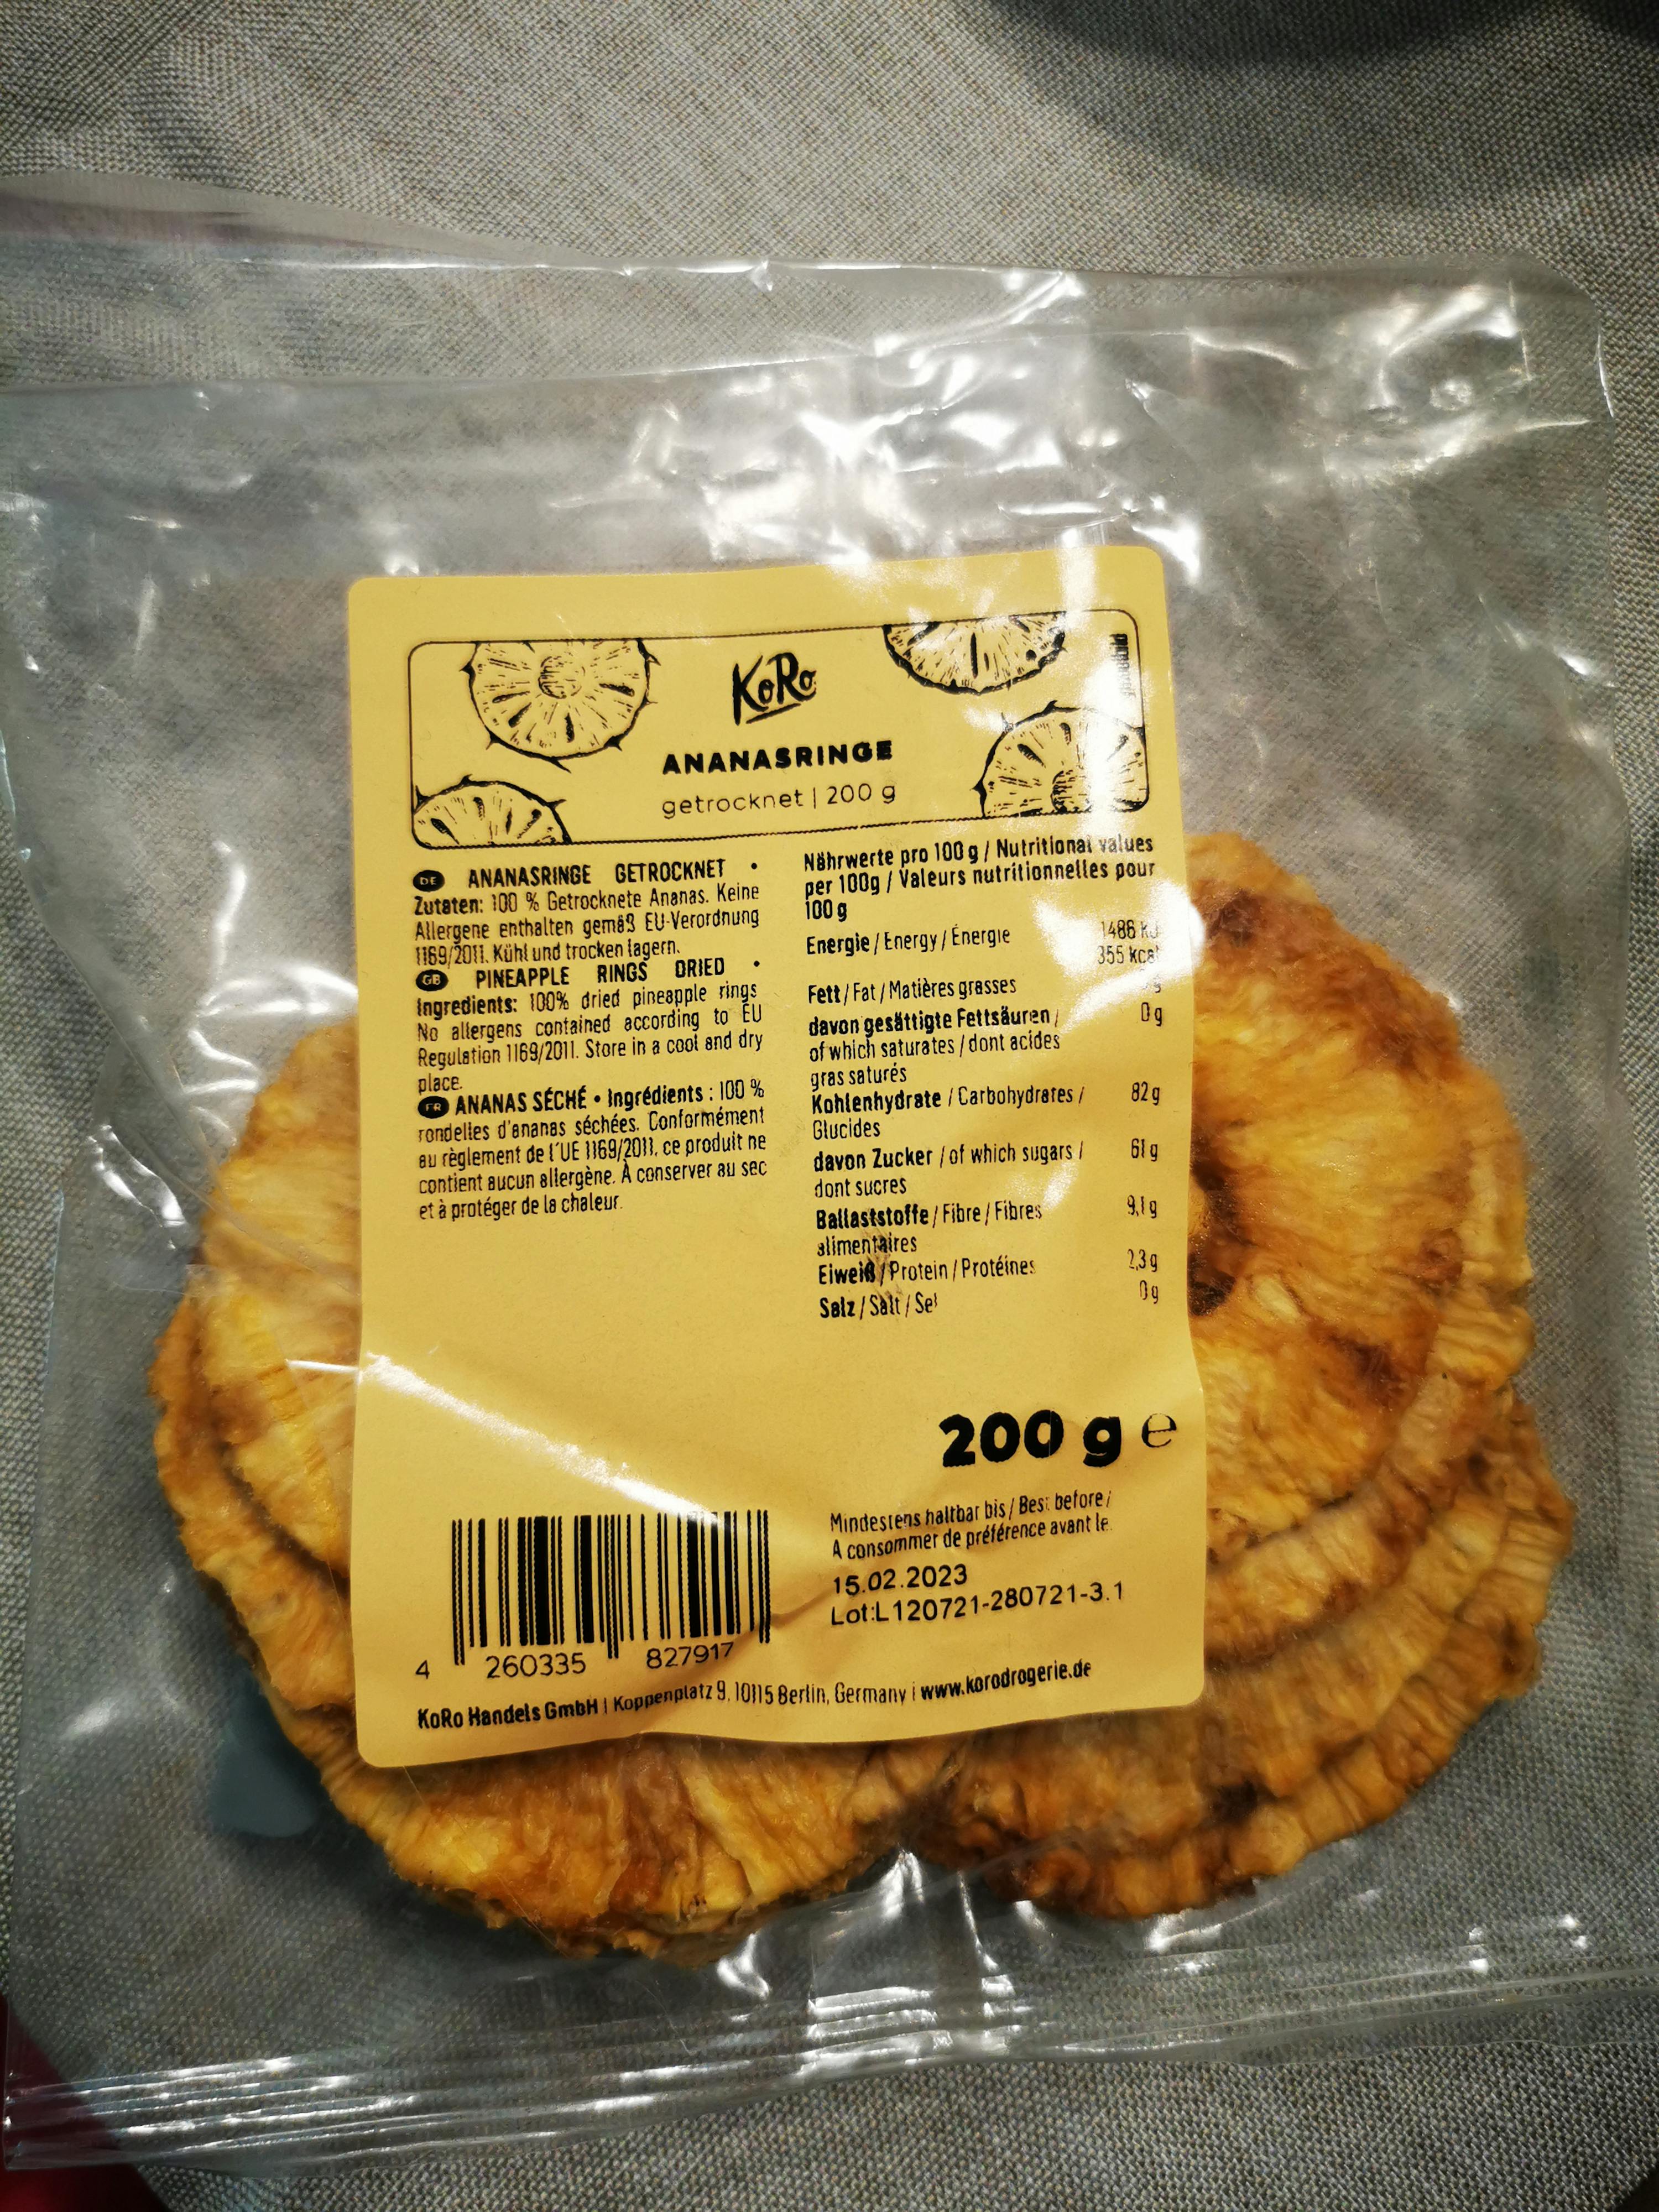 KoRo
ANANASRINGE
getrocknet | 200 g
DE ANANASRINGE GETROCKNET •
Zutaten: 100 % Getrocknete Ananas. Keine
Allergene enthalten gemäß EU-Verordnung
1169/2011. Kühl und trocken lagern.
GB PINEAPPLE RINGS DRIED •
Ingredients: 100% dried pineapple rings
No allergens contained according to EU
Regulation 1169/2011. Store in a cool and dry
place.
FR ANANAS SÉCHÉ • Ingrédients : 100 %
rondelles d'ananas séchées. Conformément
au règlement de l'UE 1169/2011, ce produit ne
contient aucun allergène. À conserver au sec
et à protéger de la chaleur.
Nährwerte pro 100 g / Nutritional values
per 100g / Valeurs nutritionnelles pour
100 g
Energie / Energy / Énergie 1486 kJ
355 kcal
Fett / Fat / Matières grasses g
davon gesättigte Fettsäuren / 0 g
of which saturates / dont acides
gras saturés
Kohlenhydrate / Carbohydrates / 82 g
Glucides
davon Zucker / of which sugars / 61 g
dont sucres
Ballaststoffe / Fibre / Fibres 9,1 g
alimentaires
Eiweiß / Protein / Protéines 2,3 g
Salz / Salt / Sel 0 g
200 g e
Mindestens haltbar bis / Best before /
A consommer de préférence avant le
15.02.2023
Lot:L120721-280721-3.1
4 260335 827917
KoRo Handels GmbH | Koppenplatz 9, 10115 Berlin, Germany | www.korodrogerie.de